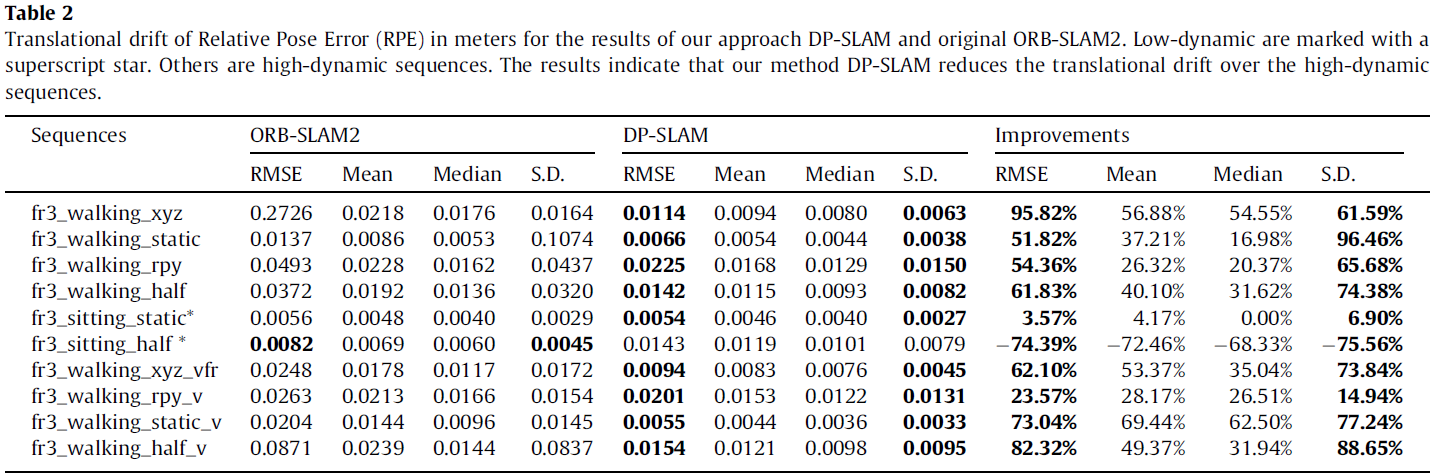 Table 2
Translational drift of Relative Pose Error (RPE) in meters for the results of our approach DP-SLAM and original ORB-SLAM2. Low-dynamic are marked with a
superscript star. Others are high-dynamic sequences. The results indicate that our method DP-SLAM reduces the translational drift over the high-dynamic
sequences.
Sequences ORB-SLAM2 DP-SLAM Improvements
RMSE Mean Median S.D. RMSE Mean Median S.D. RMSE Mean Median S.D.
fr3_walking_xyz 0.2726 0.0218 0.0176 0.0164 0.0114 0.0094 0.0080 0.0063 95.82% 56.88% 54.55% 61.59%
fr3_walking_static 0.0137 0.0086 0.0053 0.1074 0.0066 0.0054 0.0044 0.0038 51.82% 37.21% 16.98% 96.46%
fr3_walking_rpy 0.0493 0.0228 0.0162 0.0437 0.0225 0.0168 0.0129 0.0150 54.36% 26.32% 20.37% 65.68%
fr3_walking_half 0.0372 0.0192 0.0136 0.0320 0.0142 0.0115 0.0093 0.0082 61.83% 40.10% 31.62% 74.38%
fr3_sitting_static* 0.0056 0.0048 0.0040 0.0029 0.0054 0.0046 0.0040 0.0027 3.57% 4.17% 0.00% 6.90%
fr3_sitting_half * 0.0082 0.0069 0.0060 0.0045 0.0143 0.0119 0.0101 0.0079 −74.39% −72.46% −68.33% −75.56%
fr3_walking_xyz_vfr 0.0248 0.0178 0.0117 0.0172 0.0094 0.0083 0.0076 0.0045 62.10% 53.37% 35.04% 73.84%
fr3_walking_rpy_v 0.0263 0.0213 0.0166 0.0154 0.0201 0.0153 0.0122 0.0131 23.57% 28.17% 26.51% 14.94%
fr3_walking_static_v 0.0204 0.0144 0.0096 0.0145 0.0055 0.0044 0.0036 0.0033 73.04% 69.44% 62.50% 77.24%
fr3_walking_half_v 0.0871 0.0239 0.0144 0.0837 0.0154 0.0121 0.0098 0.0095 82.32% 49.37% 31.94% 88.65%